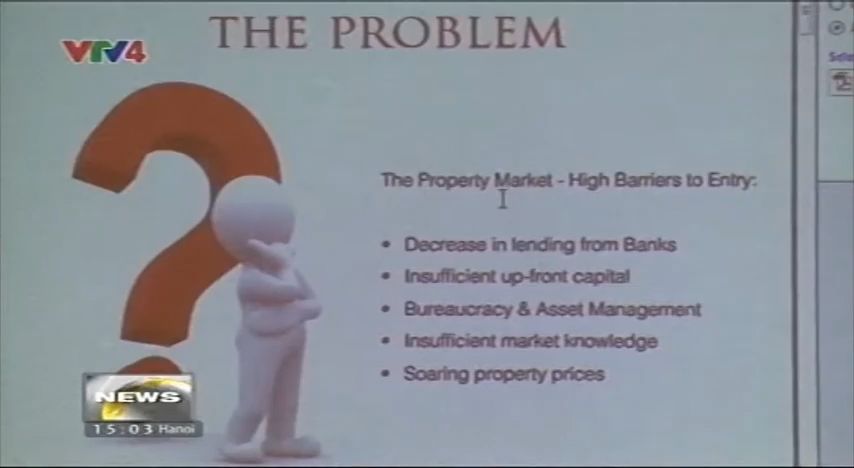 THE PROBLEM
VTV4
The Property Market - High Barriers to Entry:
• Decrease in lending from Banks
• Insufficient up-front capital
• Bureaucracy & Asset Management
• Insufficient market knowledge
• Soaring property prices
NEWS
15:03 Hanoi